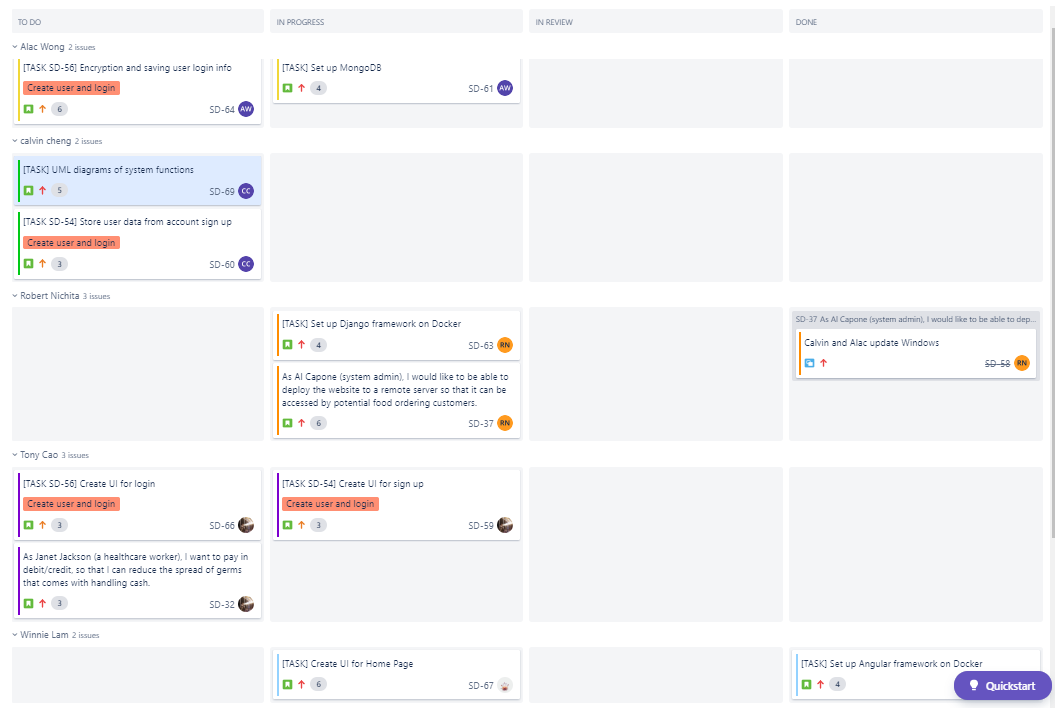 TO DO
IN PROGRESS
IN REVIEW
DONE
Alac Wong 2 issues
[TASK SD-56] Encryption and saving user login info
Create user and login
6
SD-64
AW
[TASK] Set up MongoDB
4
SD-61
AW
calvin cheng 2 issues
[TASK] UML diagrams of system functions
5
SD-69
CC
[TASK SD-54] Store user data from account sign up
Create user and login
3
SD-60
CC
Robert Nichita 3 issues
[TASK] Set up Django framework on Docker
4
SD-63
RN
As Al Capone (system admin), I would like to be able to
deploy the website to a remote server so that it can be
accessed by potential food ordering customers.
6
SD-37
RN
SD-37 As Al Capone (system admin), I would like to be able to dep...
Calvin and Alac update Windows
SD-58
RN
Tony Cao 3 issues
[TASK SD-56] Create UI for login
Create user and login
3
SD-66
As Janet Jackson (a healthcare worker), I want to pay in
debit/credit, so that I can reduce the spread of germs
that comes with handling cash.
3
SD-32
[TASK SD-54] Create UI for sign up
Create user and login
3
SD-59
Winnie Lam 2 issues
[TASK] Create UI for Home Page
6
SD-67
[TASK] Set up Angular framework on Docker
4
Quickstart